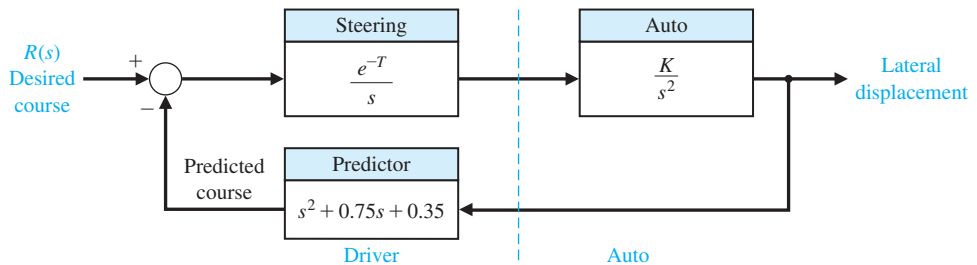 R(s)
Desired
course
+
−
Steering
e^{−T}
s
Auto
K
s^2
Lateral
displacement
Predicted
course
Predictor
s^2 + 0.75s + 0.35
Driver
Auto